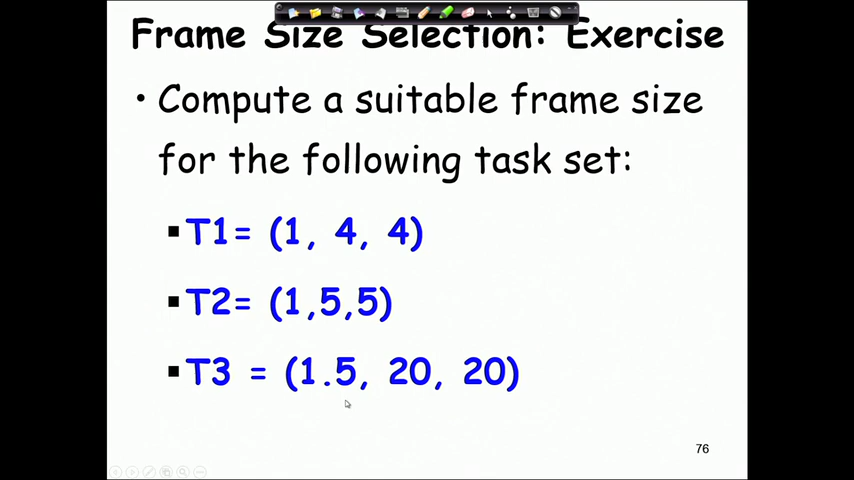 Frame Size Selection: Exercise
• Compute a suitable frame size
for the following task set:
▪T1= (1, 4, 4)
▪T2= (1,5,5)
▪T3 = (1.5, 20, 20)
76